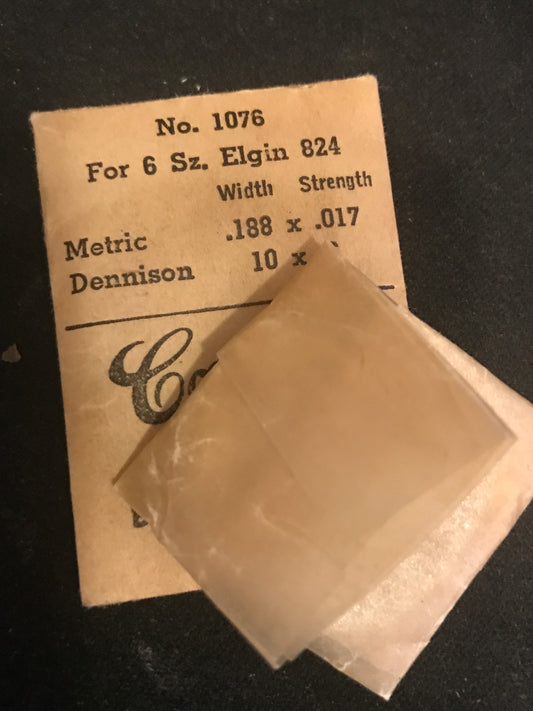 No. 1076
For 6 Sz. Elgin 824
Width Strength
Metric .188 x .017
Dennison 10 x